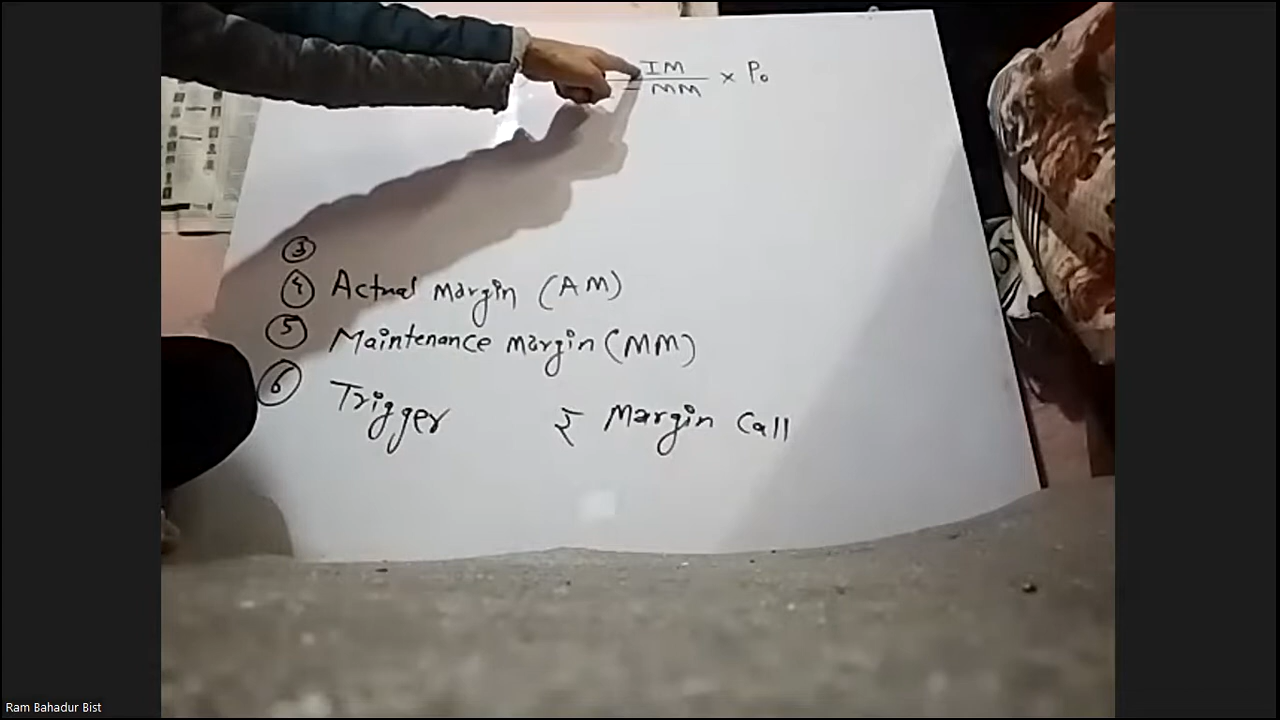 IM
MM × P₀
③
④ Actual margin (AM)
⑤ Maintenance margin (MM)
⑥ Trigger ₹ Margin Call
Ram Bahadur Bist